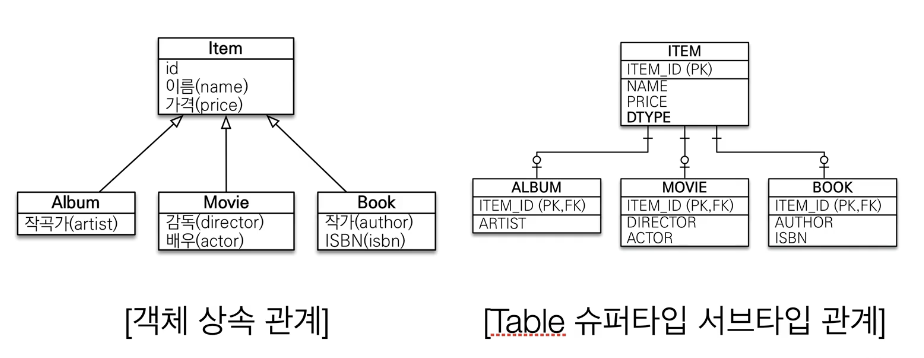 Item
id
이름(name)
가격(price)
Album
작곡가(artist)
Movie
감독(director)
배우(actor)
Book
작가(author)
ISBN(isbn)
[객체 상속 관계]
ITEM
ITEM_ID (PK)
NAME
PRICE
DTYPE
ALBUM
ITEM_ID (PK,FK)
ARTIST
MOVIE
ITEM_ID (PK,FK)
DIRECTOR
ACTOR
BOOK
ITEM_ID (PK,FK)
AUTHOR
ISBN
[Table 슈퍼타입 서브타입 관계]